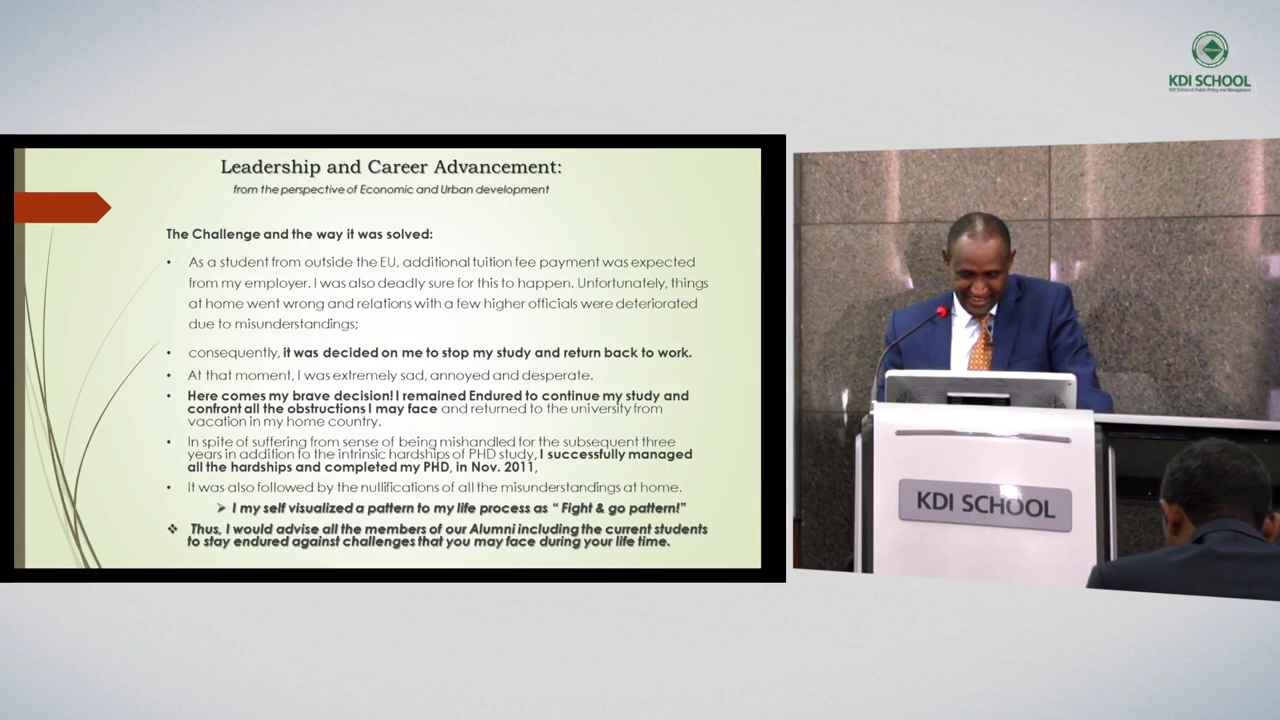 KDI SCHOOL
KDI School of Public Policy and Management
Leadership and Career Advancement:
from the perspective of Economic and Urban development
The Challenge and the way it was solved:
• As a student from outside the EU, additional tuition fee payment was expected
from my employer. I was also deadly sure for this to happen. Unfortunately, things
at home went wrong and relations with a few higher officials were deteriorated
due to misunderstandings;
• consequently, it was decided on me to stop my study and return back to work.
• At that moment, I was extremely sad, annoyed and desperate.
• Here comes my brave decision! I remained Endured to continue my study and
confront all the obstructions I may face and returned to the university from
vacation in my home country.
• In spite of suffering from sense of being mishandled for the subsequent three
years in addition to the intrinsic hardships of PHD study, I successfully managed
all the hardships and completed my PHD, in Nov. 2011,
• It was also followed by the nullifications of all the misunderstandings at home.
➢ I my self visualized a pattern to my life process as “ Fight & go pattern!”
❖ Thus, I would advise all the members of our Alumni including the current students
to stay endured against challenges that you may face during your life time.
KDI SCHOOL